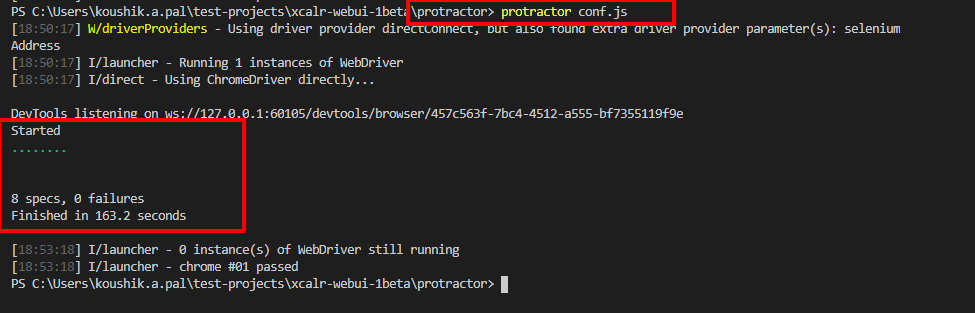 PS C:\Users\koushik.a.pal\test-projects\xcalr-webui-1beta\protractor> protractor conf.js
[18:50:17] W/driverProviders - Using driver provider directConnect, but also found extra driver provider parameter(s): selenium
Address
[18:50:17] I/launcher - Running 1 instances of WebDriver
[18:50:17] I/direct - Using ChromeDriver directly...
DevTools listening on ws://127.0.0.1:60105/devtools/browser/457c563f-7bc4-4512-a555-bf7355119f9e
Started
........
8 specs, 0 failures
Finished in 163.2 seconds
[18:53:18] I/launcher - 0 instance(s) of WebDriver still running
[18:53:18] I/launcher - chrome #01 passed
PS C:\Users\koushik.a.pal\test-projects\xcalr-webui-1beta\protractor>